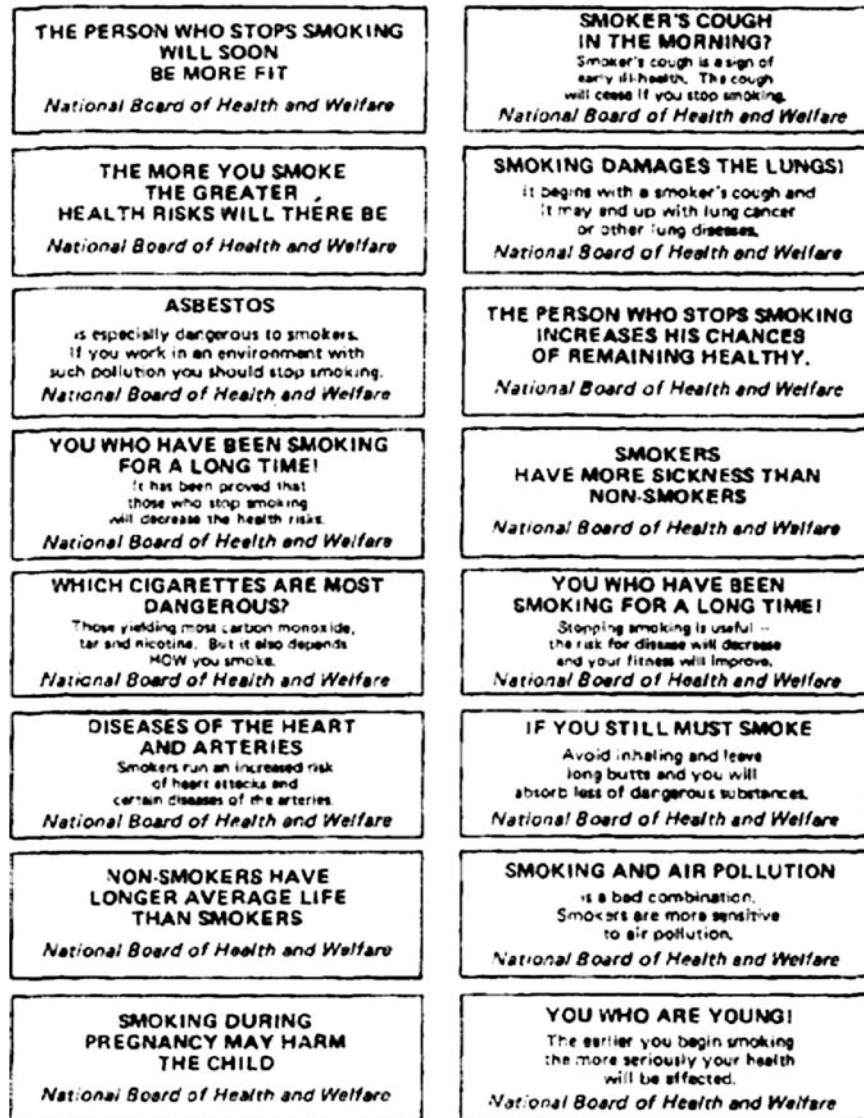 THE PERSON WHO STOPS SMOKING
WILL SOON
BE MORE FIT
National Board of Health and Welfare
THE MORE YOU SMOKE
THE GREATER
HEALTH RISKS WILL THERE BE
National Board of Health and Welfare
ASBESTOS
is especially dangerous to smokers.
If you work in an environment with
such pollution you should stop smoking.
National Board of Health and Welfare
YOU WHO HAVE BEEN SMOKING
FOR A LONG TIME!
It has been proved that
those who stop smoking
will decrease the health risks.
National Board of Health and Welfare
WHICH CIGARETTES ARE MOST
DANGEROUS?
Those yielding most carbon monoxide,
tar and nicotine. But it also depends
HOW you smoke.
National Board of Health and Welfare
DISEASES OF THE HEART
AND ARTERIES
Smokers run an increased risk
of heart attacks and
certain diseases of the arteries.
National Board of Health and Welfare
NON-SMOKERS HAVE
LONGER AVERAGE LIFE
THAN SMOKERS
National Board of Health and Welfare
SMOKING DURING
PREGNANCY MAY HARM
THE CHILD
National Board of Health and Welfare
SMOKER'S COUGH
IN THE MORNING?
Smoker's cough is a sign of
early ill-health. The cough
will cease if you stop smoking.
National Board of Health and Welfare
SMOKING DAMAGES THE LUNGS!
It begins with a smoker's cough and
it may end up with lung cancer
or other lung diseases.
National Board of Health and Welfare
THE PERSON WHO STOPS SMOKING
INCREASES HIS CHANCES
OF REMAINING HEALTHY.
National Board of Health and Welfare
SMOKERS
HAVE MORE SICKNESS THAN
NON-SMOKERS
National Board of Health and Welfare
YOU WHO HAVE BEEN
SMOKING FOR A LONG TIME!
Stopping smoking is useful —
the risk for disease will decrease
and your fitness will improve.
National Board of Health and Welfare
IF YOU STILL MUST SMOKE
Avoid inhaling and leave
long butts and you will
absorb less of dangerous substances.
National Board of Health and Welfare
SMOKING AND AIR POLLUTION
is a bad combination.
Smokers are more sensitive
to air pollution.
National Board of Health and Welfare
YOU WHO ARE YOUNG!
The earlier you begin smoking
the more seriously your health
will be affected.
National Board of Health and Welfare